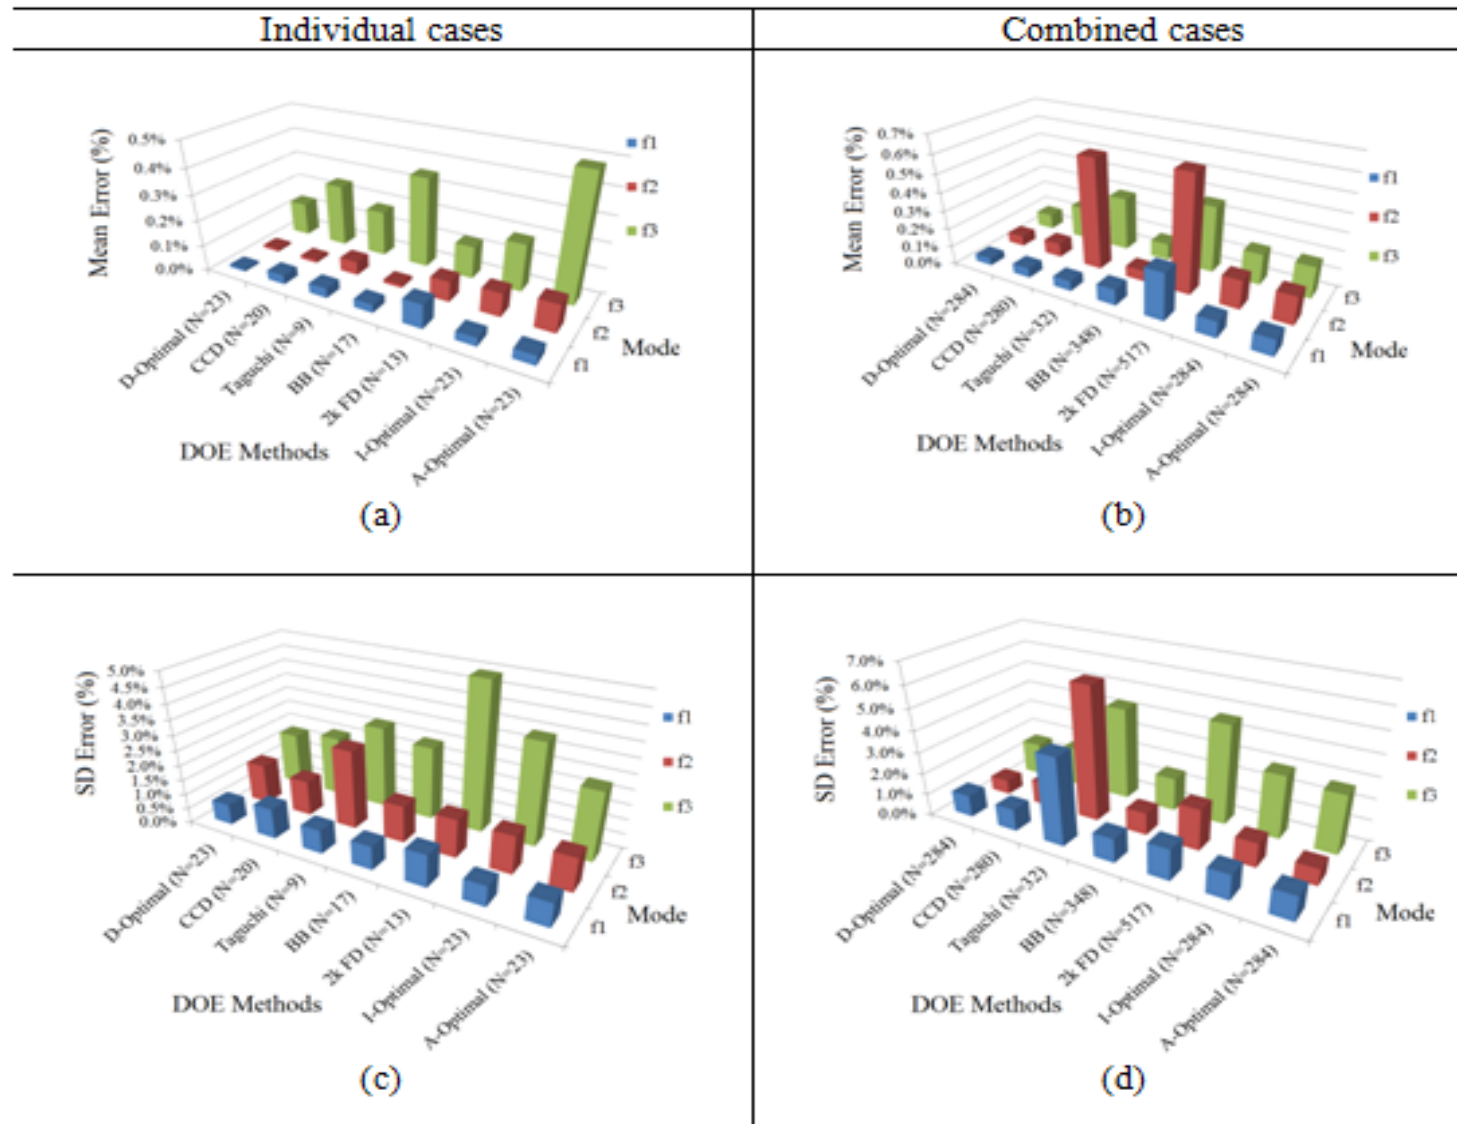 Individual cases
Combined cases
Mean Error (%)
0.5%
0.4%
0.3%
0.2%
0.1%
0.0%
f1
f2
f3
D-Optimal (N=23)
CCD (N=20)
Taguchi (N=9)
BB (N=17)
2k FD (N=13)
I-Optimal (N=23)
A-Optimal (N=23)
f3
f2
f1
Mode
DOE Methods
(a)
Mean Error (%)
0.7%
0.6%
0.5%
0.4%
0.3%
0.2%
0.1%
0.0%
f1
f2
f3
D-Optimal (N=284)
CCD (N=280)
Taguchi (N=32)
BB (N=348)
2k FD (N=517)
I-Optimal (N=284)
A-Optimal (N=284)
f3
f2
f1
Mode
DOE Methods
(b)
SD Error (%)
5.0%
4.5%
4.0%
3.5%
3.0%
2.5%
2.0%
1.5%
1.0%
0.5%
0.0%
f1
f2
f3
D-Optimal (N=23)
CCD (N=20)
Taguchi (N=9)
BB (N=17)
2k FD (N=13)
I-Optimal (N=23)
A-Optimal (N=23)
f3
f2
f1
Mode
DOE Methods
(c)
SD Error (%)
7.0%
6.0%
5.0%
4.0%
3.0%
2.0%
1.0%
0.0%
f1
f2
f3
D-Optimal (N=284)
CCD (N=280)
Taguchi (N=32)
BB (N=348)
2k FD (N=517)
I-Optimal (N=284)
A-Optimal (N=284)
f3
f2
f1
Mode
DOE Methods
(d)